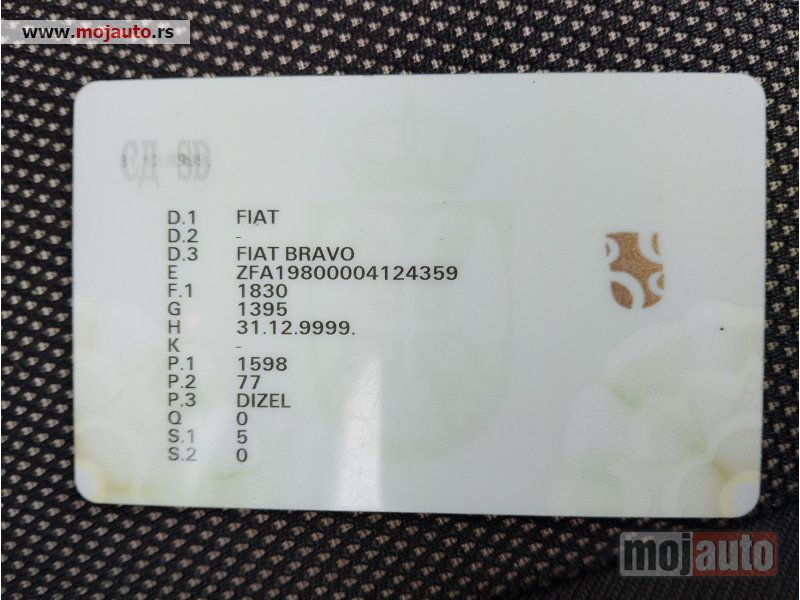 www.mojauto.rs
СД SD
D.1 FIAT
D.2 -
D.3 FIAT BRAVO
E ZFA19800004124359
F.1 1830
G 1395
H 31.12.9999.
K -
P.1 1598
P.2 77
P.3 DIZEL
Q 0
S.1 5
S.2 0
mojauto